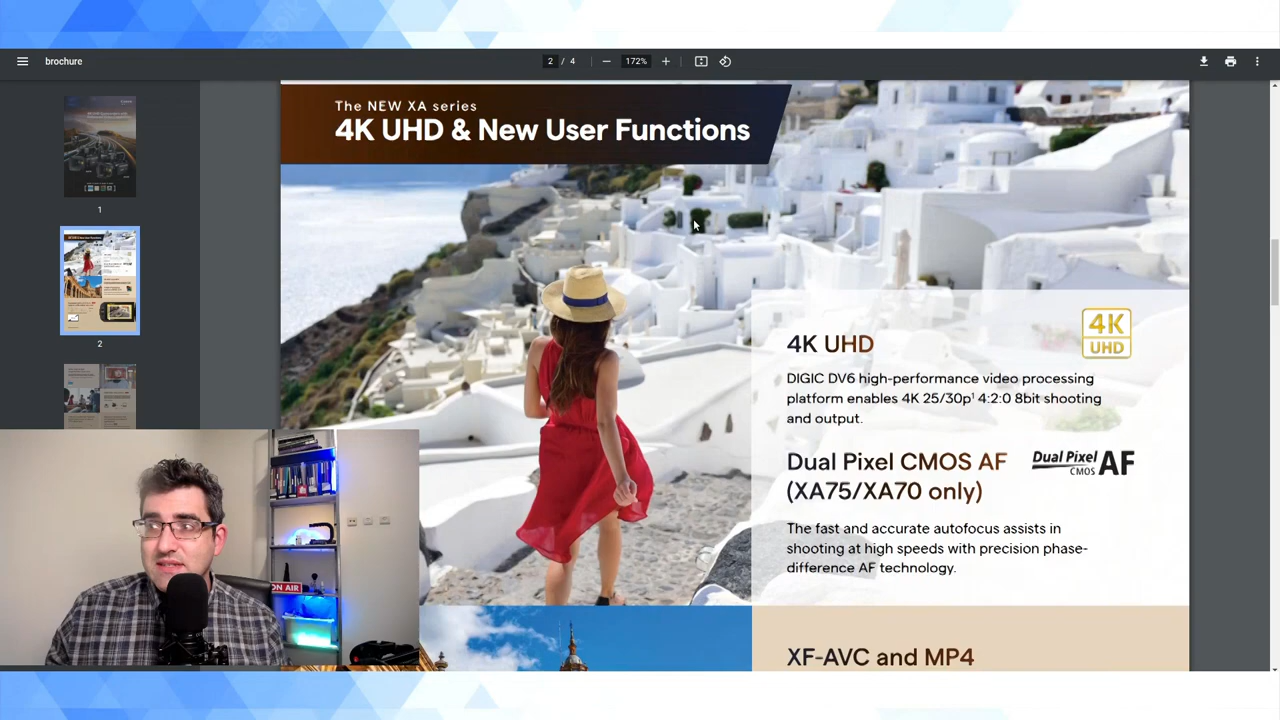 brochure
2 / 4
172%
The NEW XA series
4K UHD & New User Functions
4K UHD
4K
UHD
DIGIC DV6 high-performance video processing
platform enables 4K 25/30p¹ 4:2:0 8bit shooting
and output.
Dual Pixel CMOS AF
(XA75/XA70 only)
Dual Pixel
CMOS
AF
The fast and accurate autofocus assists in
shooting at high speeds with precision phase-
difference AF technology.
XF-AVC and MP4
1
2
ON AIR